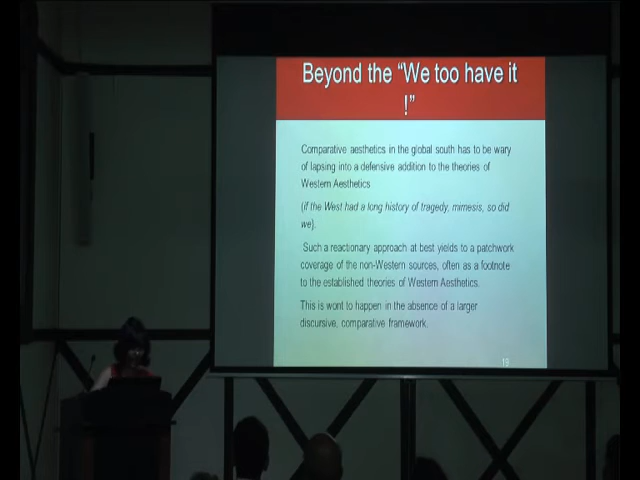 Beyond the “We too have it
!”
Comparative aesthetics in the global south has to be wary
of lapsing into a defensive addition to the theories of
Western Aesthetics
(if the West had a long history of tragedy, mimesis, so did
we).
Such a reactionary approach at best yields to a patchwork
coverage of the non-Western sources, often as a footnote
to the established theories of Western Aesthetics.
This is wont to happen in the absence of a larger
discursive, comparative framework.